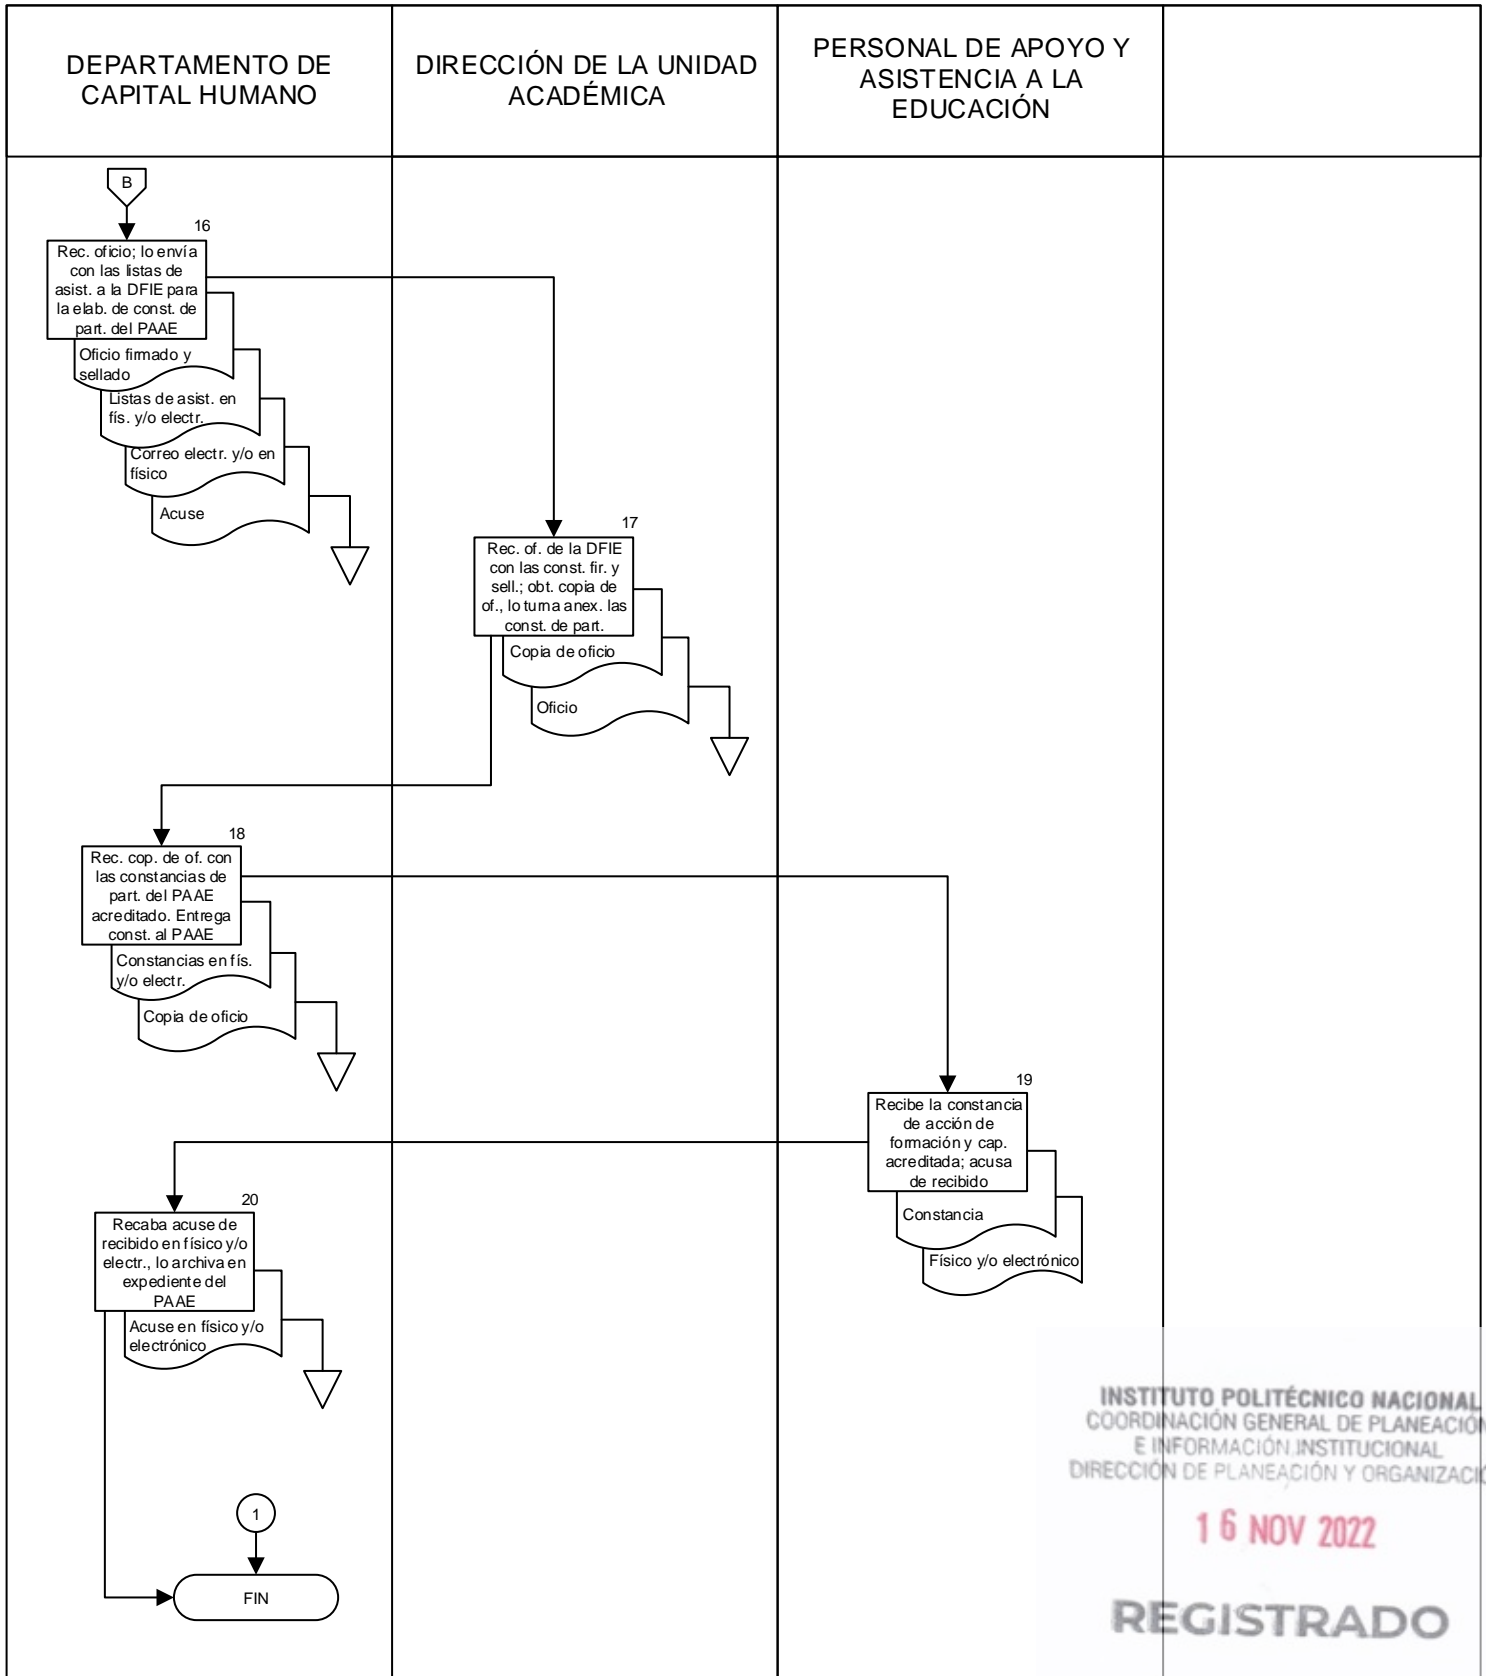 DEPARTAMENTO DE
CAPITAL HUMANO
DIRECCIÓN DE LA UNIDAD
ACADÉMICA
PERSONAL DE APOYO Y
ASISTENCIA A LA
EDUCACIÓN
B
16
Rec. oficio; lo envía
con las listas de
asist. a la DFIE para
la elab. de const. de
part. del PAAE
Oficio firmado y
sellado
Listas de asist. en
fís. y/o electr.
Correo electr. y/o en
físico
Acuse
17
Rec. of. de la DFIE
con las const. fir. y
sell.; obt. copia de
of., lo turna anex. las
const. de part.
Copia de oficio
Oficio
18
Rec. cop. de of. con
las constancias de
part. del PAAE
acreditado. Entrega
const. al PAAE
Constancias en fís.
y/o electr.
Copia de oficio
19
Recibe la constancia
de acción de
formación y cap.
acreditada; acusa
de recibido
Constancia
Físico y/o electrónico
20
Recaba acuse de
recibido en físico y/o
electr., lo archiva en
expediente del
PAAE
Acuse en físico y/o
electrónico
1
FIN
INSTITUTO POLITÉCNICO NACIONAL
COORDINACIÓN GENERAL DE PLANEACIÓN
E INFORMACIÓN INSTITUCIONAL
DIRECCIÓN DE PLANEACIÓN Y ORGANIZACIÓ
16 NOV 2022
REGISTRADO